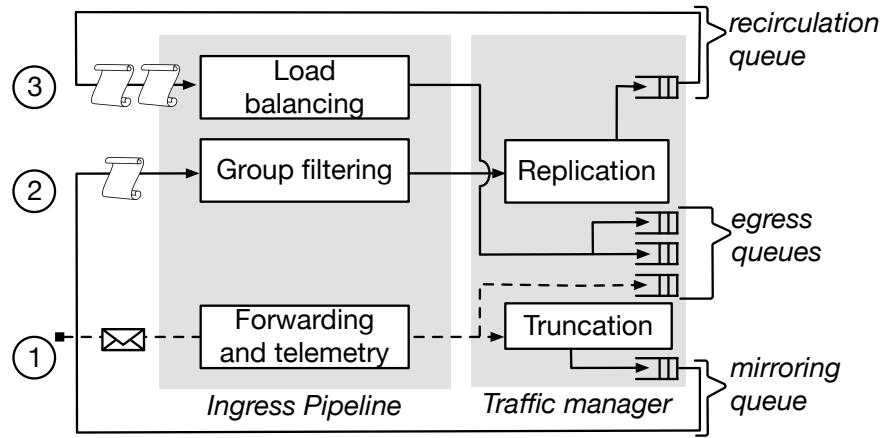 recirculation
queue
3
Load
balancing
2
Group filtering
Replication
egress
queues
1
Forwarding
and telemetry
Truncation
mirroring
queue
Ingress Pipeline
Traffic manager